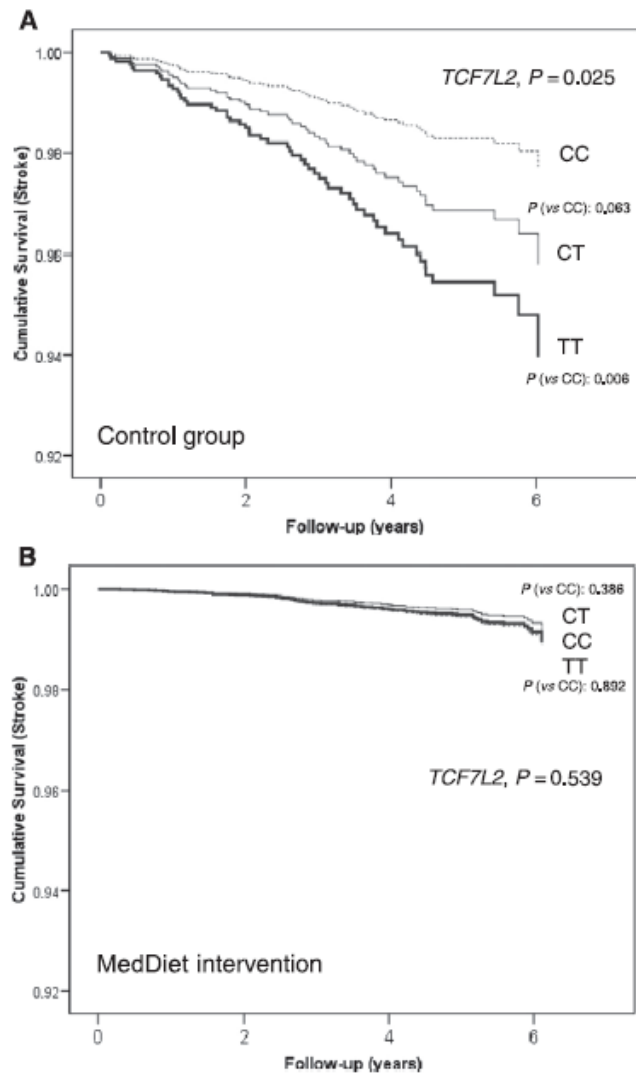 A
1.00
0.98
0.96
0.94
0.92
Cumulative Survival (Stroke)
TCF7L2, P = 0.025
CC
P (vs CC): 0.063
CT
TT
P (vs CC): 0.006
Control group
0
2
4
6
Follow-up (years)
B
1.00
0.98
0.96
0.94
0.92
Cumulative Survival (Stroke)
P (vs CC): 0.386
CT
CC
TT
P (vs CC): 0.892
TCF7L2, P = 0.539
MedDiet intervention
0
2
4
6
Follow-up (years)